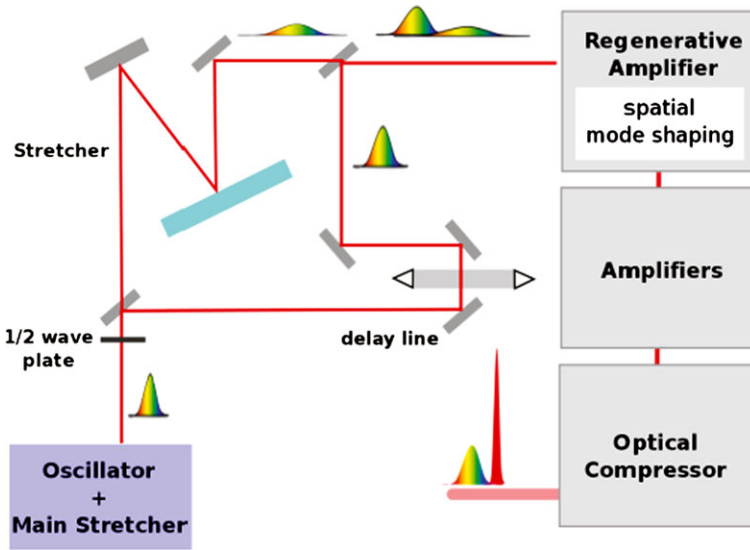 Regenerative
Amplifier
spatial
mode shaping
Stretcher
Amplifiers
1/2 wave
plate
delay line
Optical
Compressor
Oscillator
+
Main Stretcher